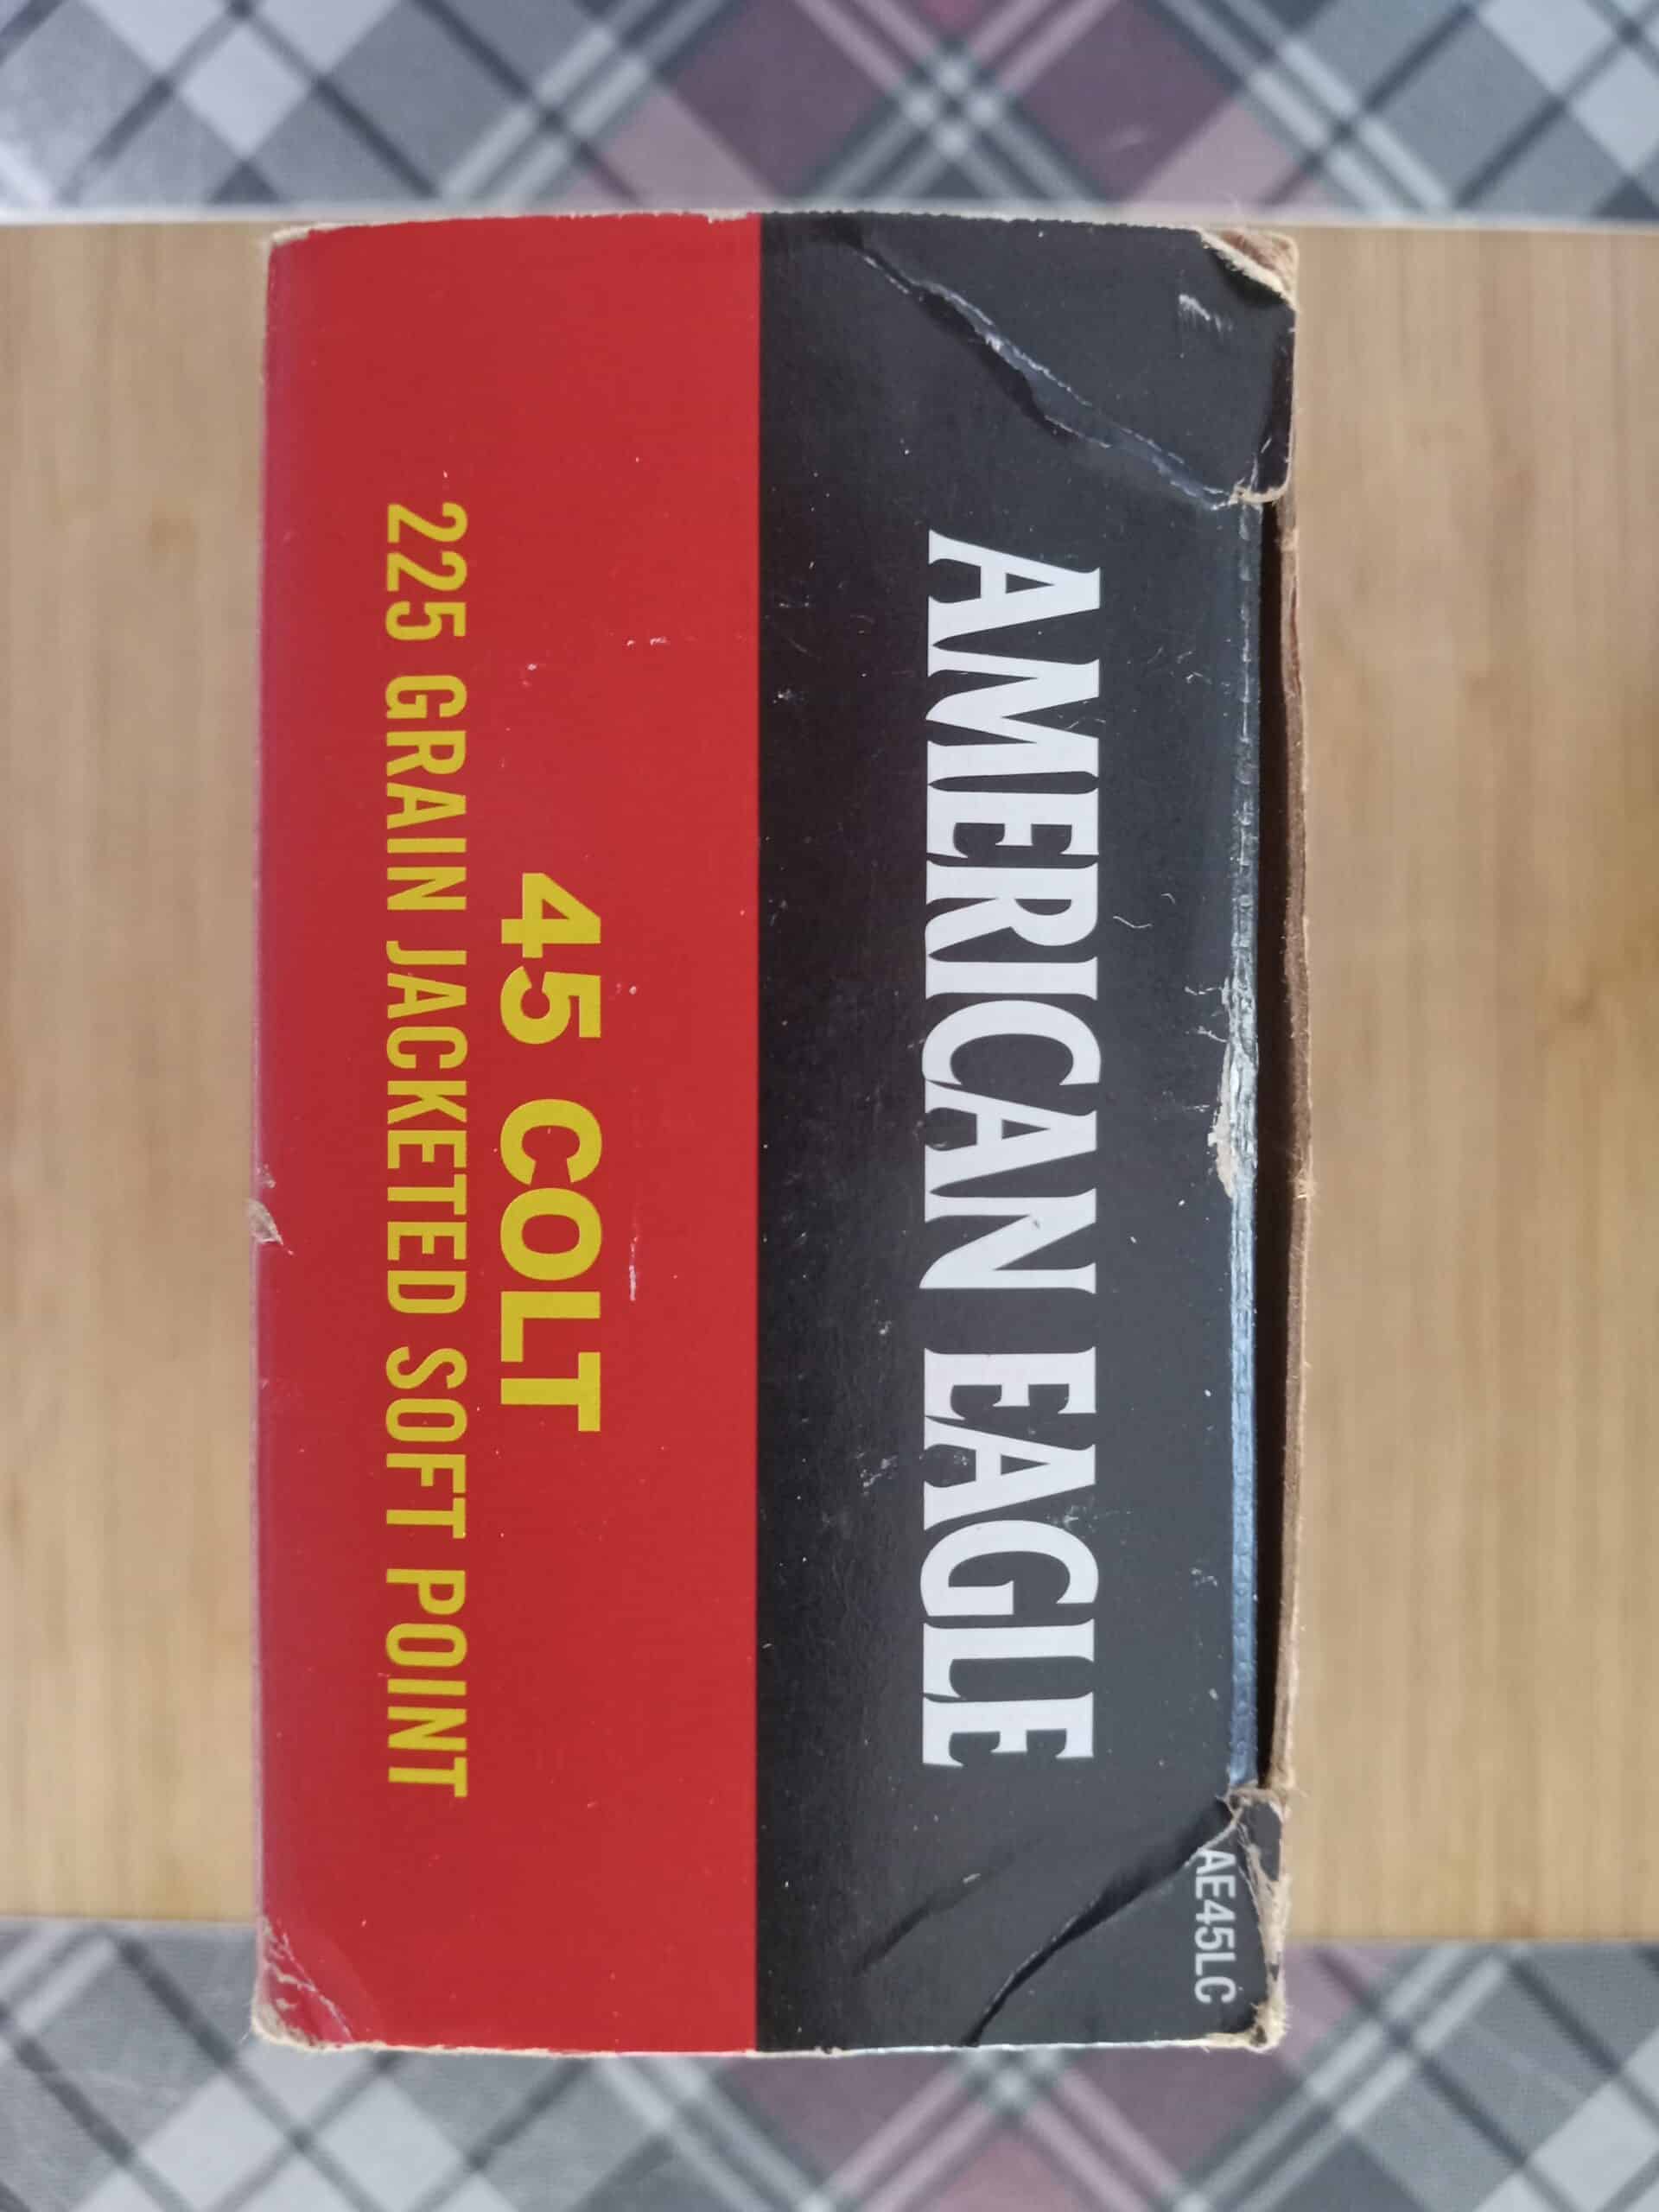 AE45LC
AMERICAN EAGLE
45 COLT
225 GRAIN JACKETED SOFT POINT